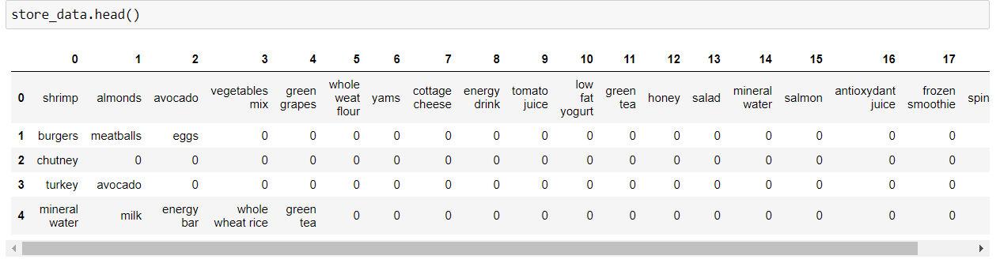 store_data.head()
0 1 2 3 4 5 6 7 8 9 10 11 12 13 14 15 16 17
0 shrimp almonds avocado vegetables mix green grapes whole weat flour yams cottage cheese energy drink tomato juice low fat yogurt green tea honey salad mineral water salmon antioxydant juice frozen smoothie spin
1 burgers meatballs eggs 0 0 0 0 0 0 0 0 0 0 0 0 0 0 0
2 chutney 0 0 0 0 0 0 0 0 0 0 0 0 0 0 0 0 0
3 turkey avocado 0 0 0 0 0 0 0 0 0 0 0 0 0 0 0 0
4 mineral water milk energy bar whole wheat rice green tea 0 0 0 0 0 0 0 0 0 0 0 0 0